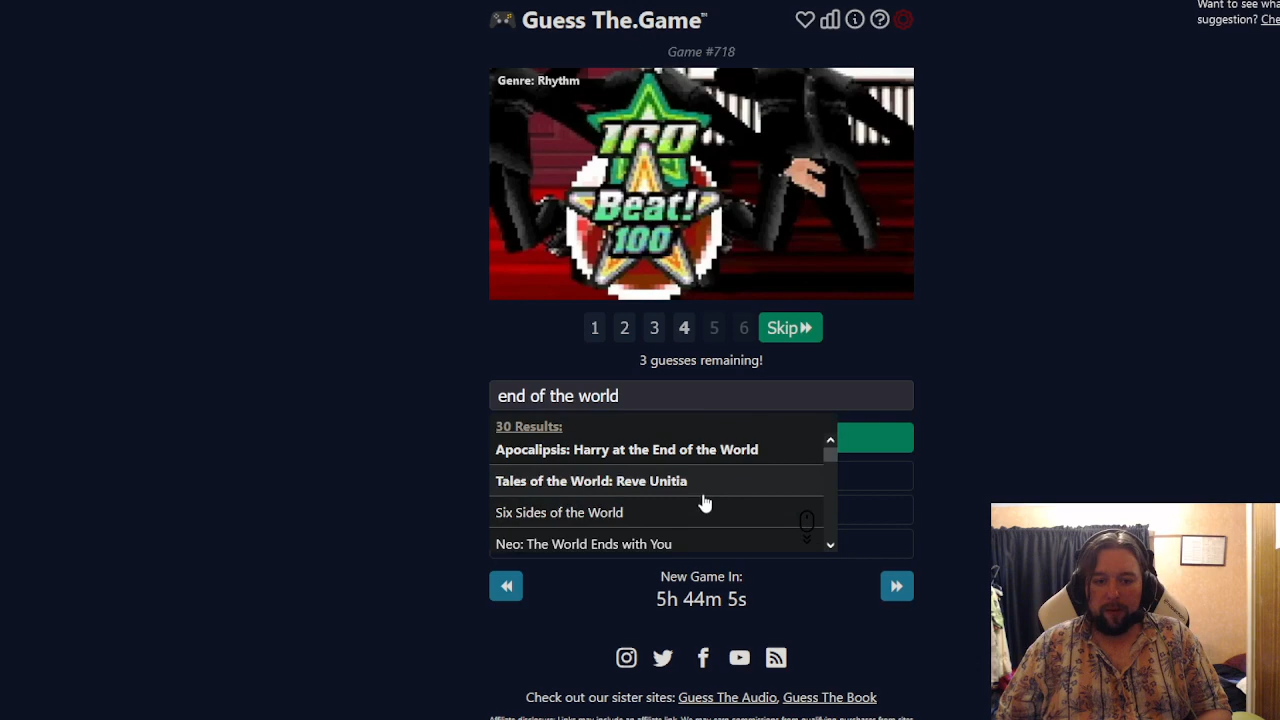 Guess The.Game™
Want to see wha
suggestion? Che
Game #718
Genre: Rhythm
100
Beat!
100
1 2 3 4 5 6 Skip
3 guesses remaining!
end of the world
30 Results:
Apocalipsis: Harry at the End of the World
Tales of the World: Reve Unitia
Six Sides of the World
Neo: The World Ends with You
New Game In:
5h 44m 5s
Check out our sister sites: Guess The Audio, Guess The Book